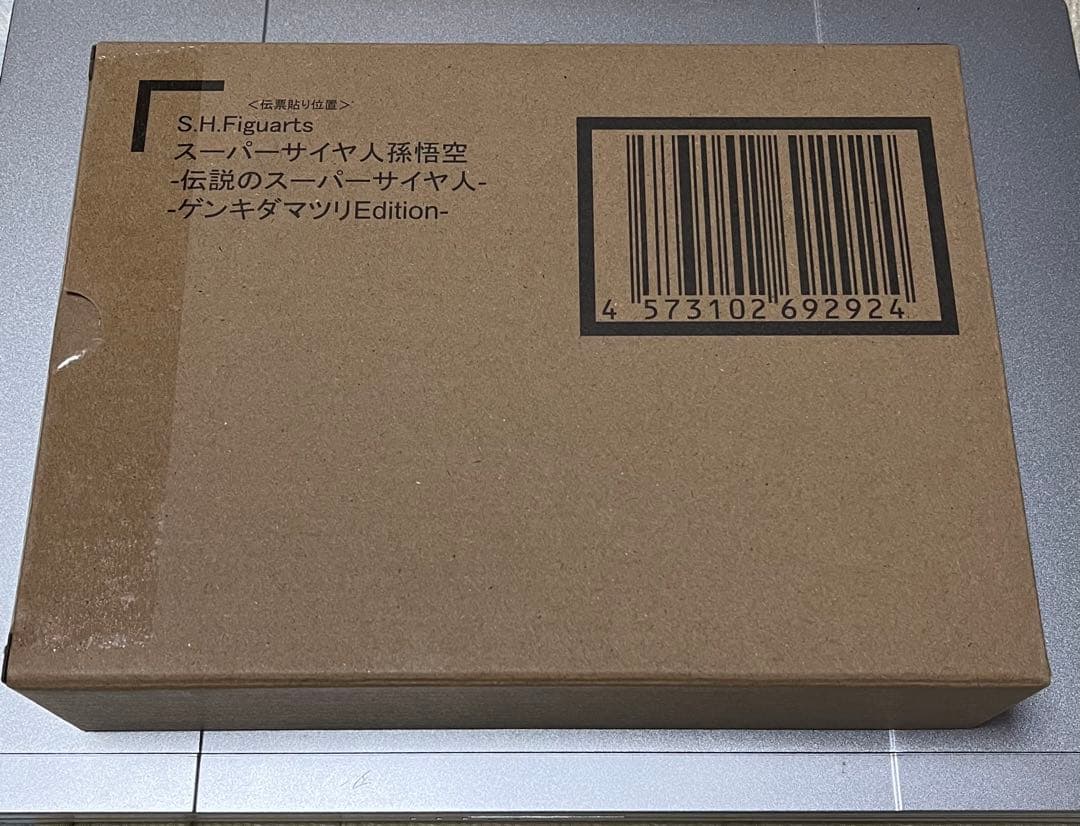 ＜伝票貼り位置＞
S.H.Figuarts
スーパーサイヤ人孫悟空
-伝説のスーパーサイヤ人-
-ゲンキダマツリEdition-
4 573102 692924